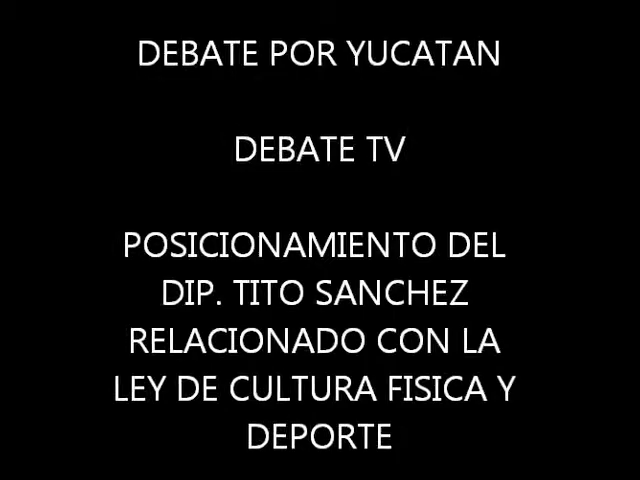 DEBATE POR YUCATAN
DEBATE TV
POSICIONAMIENTO DEL
DIP. TITO SANCHEZ
RELACIONADO CON LA
LEY DE CULTURA FISICA Y
DEPORTE